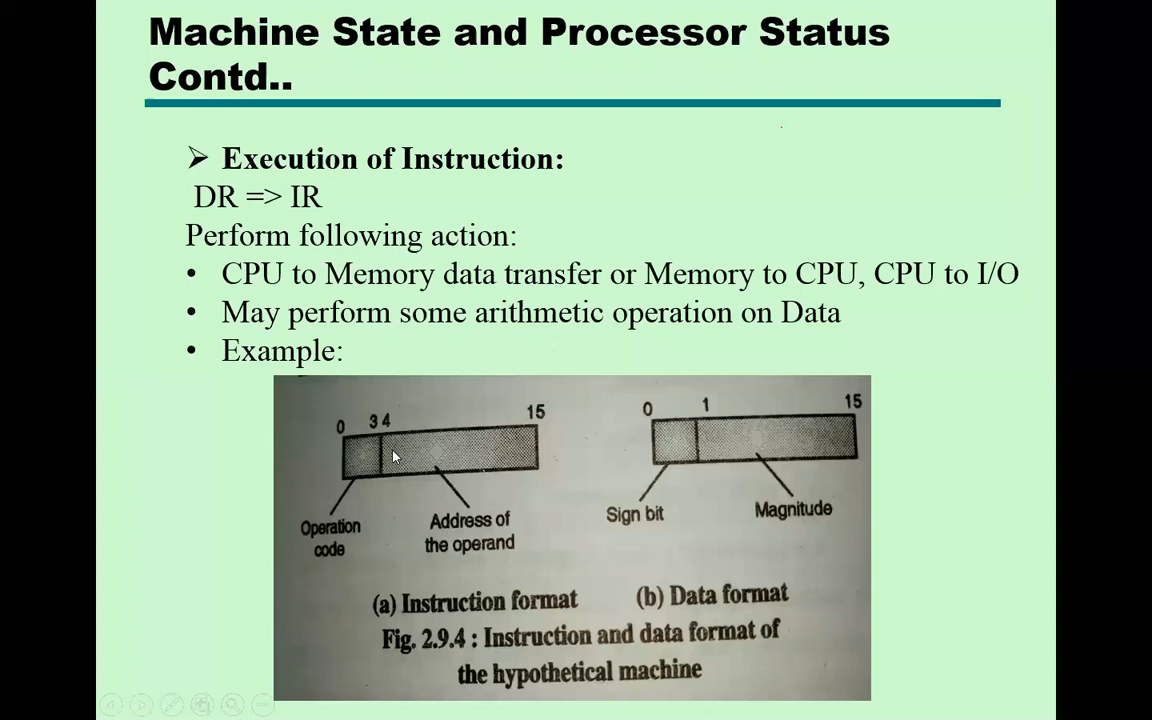 Machine State and Processor Status
Contd..
➢ Execution of Instruction:
DR => IR
Perform following action:
• CPU to Memory data transfer or Memory to CPU, CPU to I/O
• May perform some arithmetic operation on Data
• Example:
0 3 4 15
0 1 15
Operation
code
Address of
the operand
Sign bit
Magnitude
(a) Instruction format
(b) Data format
Fig. 2.9.4 : Instruction and data format of
the hypothetical machine